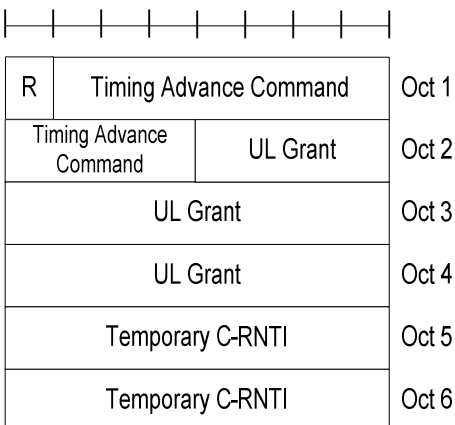 R Timing Advance Command Oct 1
Timing Advance
Command UL Grant Oct 2
UL Grant Oct 3
UL Grant Oct 4
Temporary C-RNTI Oct 5
Temporary C-RNTI Oct 6